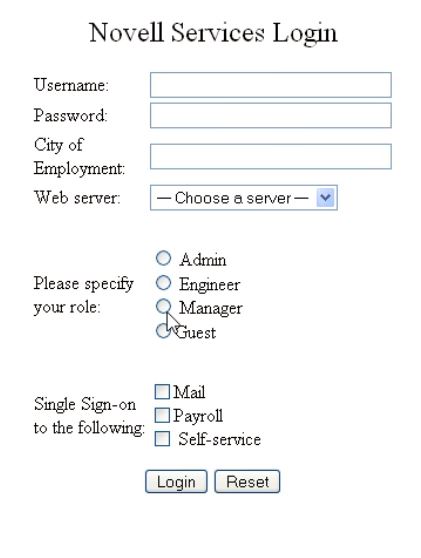 Novell Services Login
Username:
Password:
City of
Employment:
Web server:
— Choose a server —
Please specify
your role:
Admin
Engineer
Manager
Guest
Single Sign-on
to the following:
Mail
Payroll
Self-service
Login
Reset